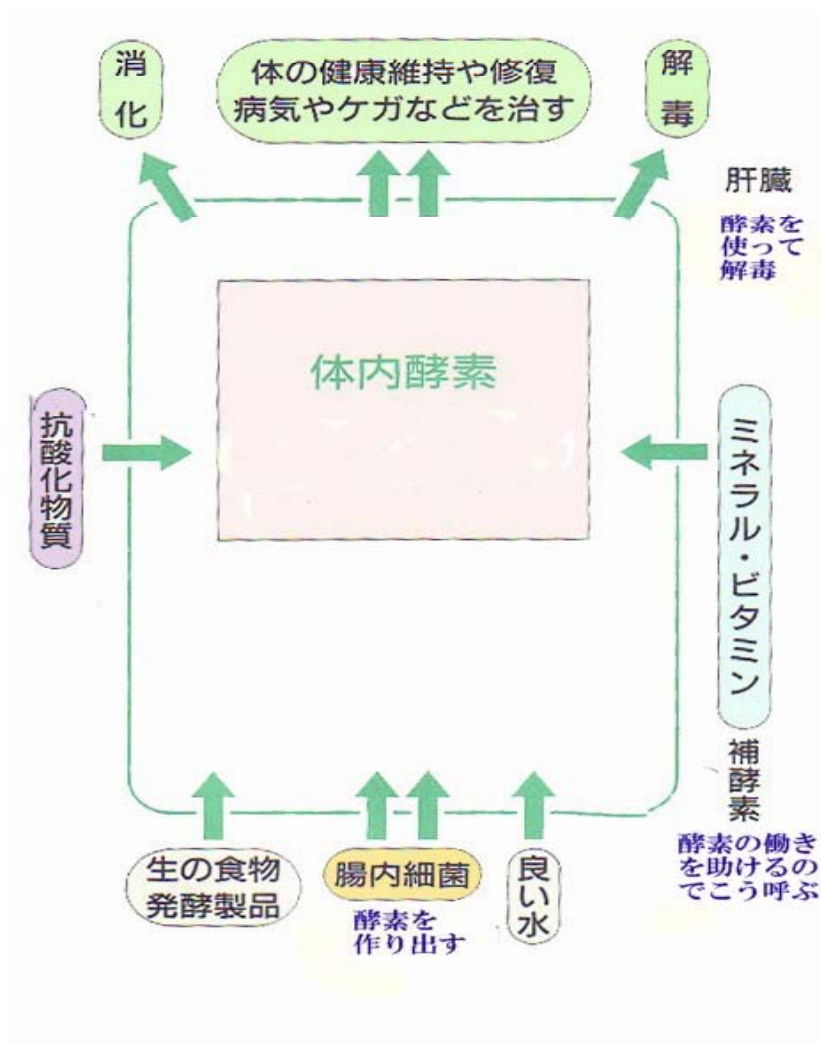 消化
体の健康維持や修復
病気やケガなどを治す
解毒
肝臓
酵素を
使って
解毒
体内酵素
抗酸化物質
ミネラル・ビタミン
補酵素
酵素の働き
を助けるの
でこう呼ぶ
生の食物
発酵製品
腸内細菌
酵素を
作り出す
良い水